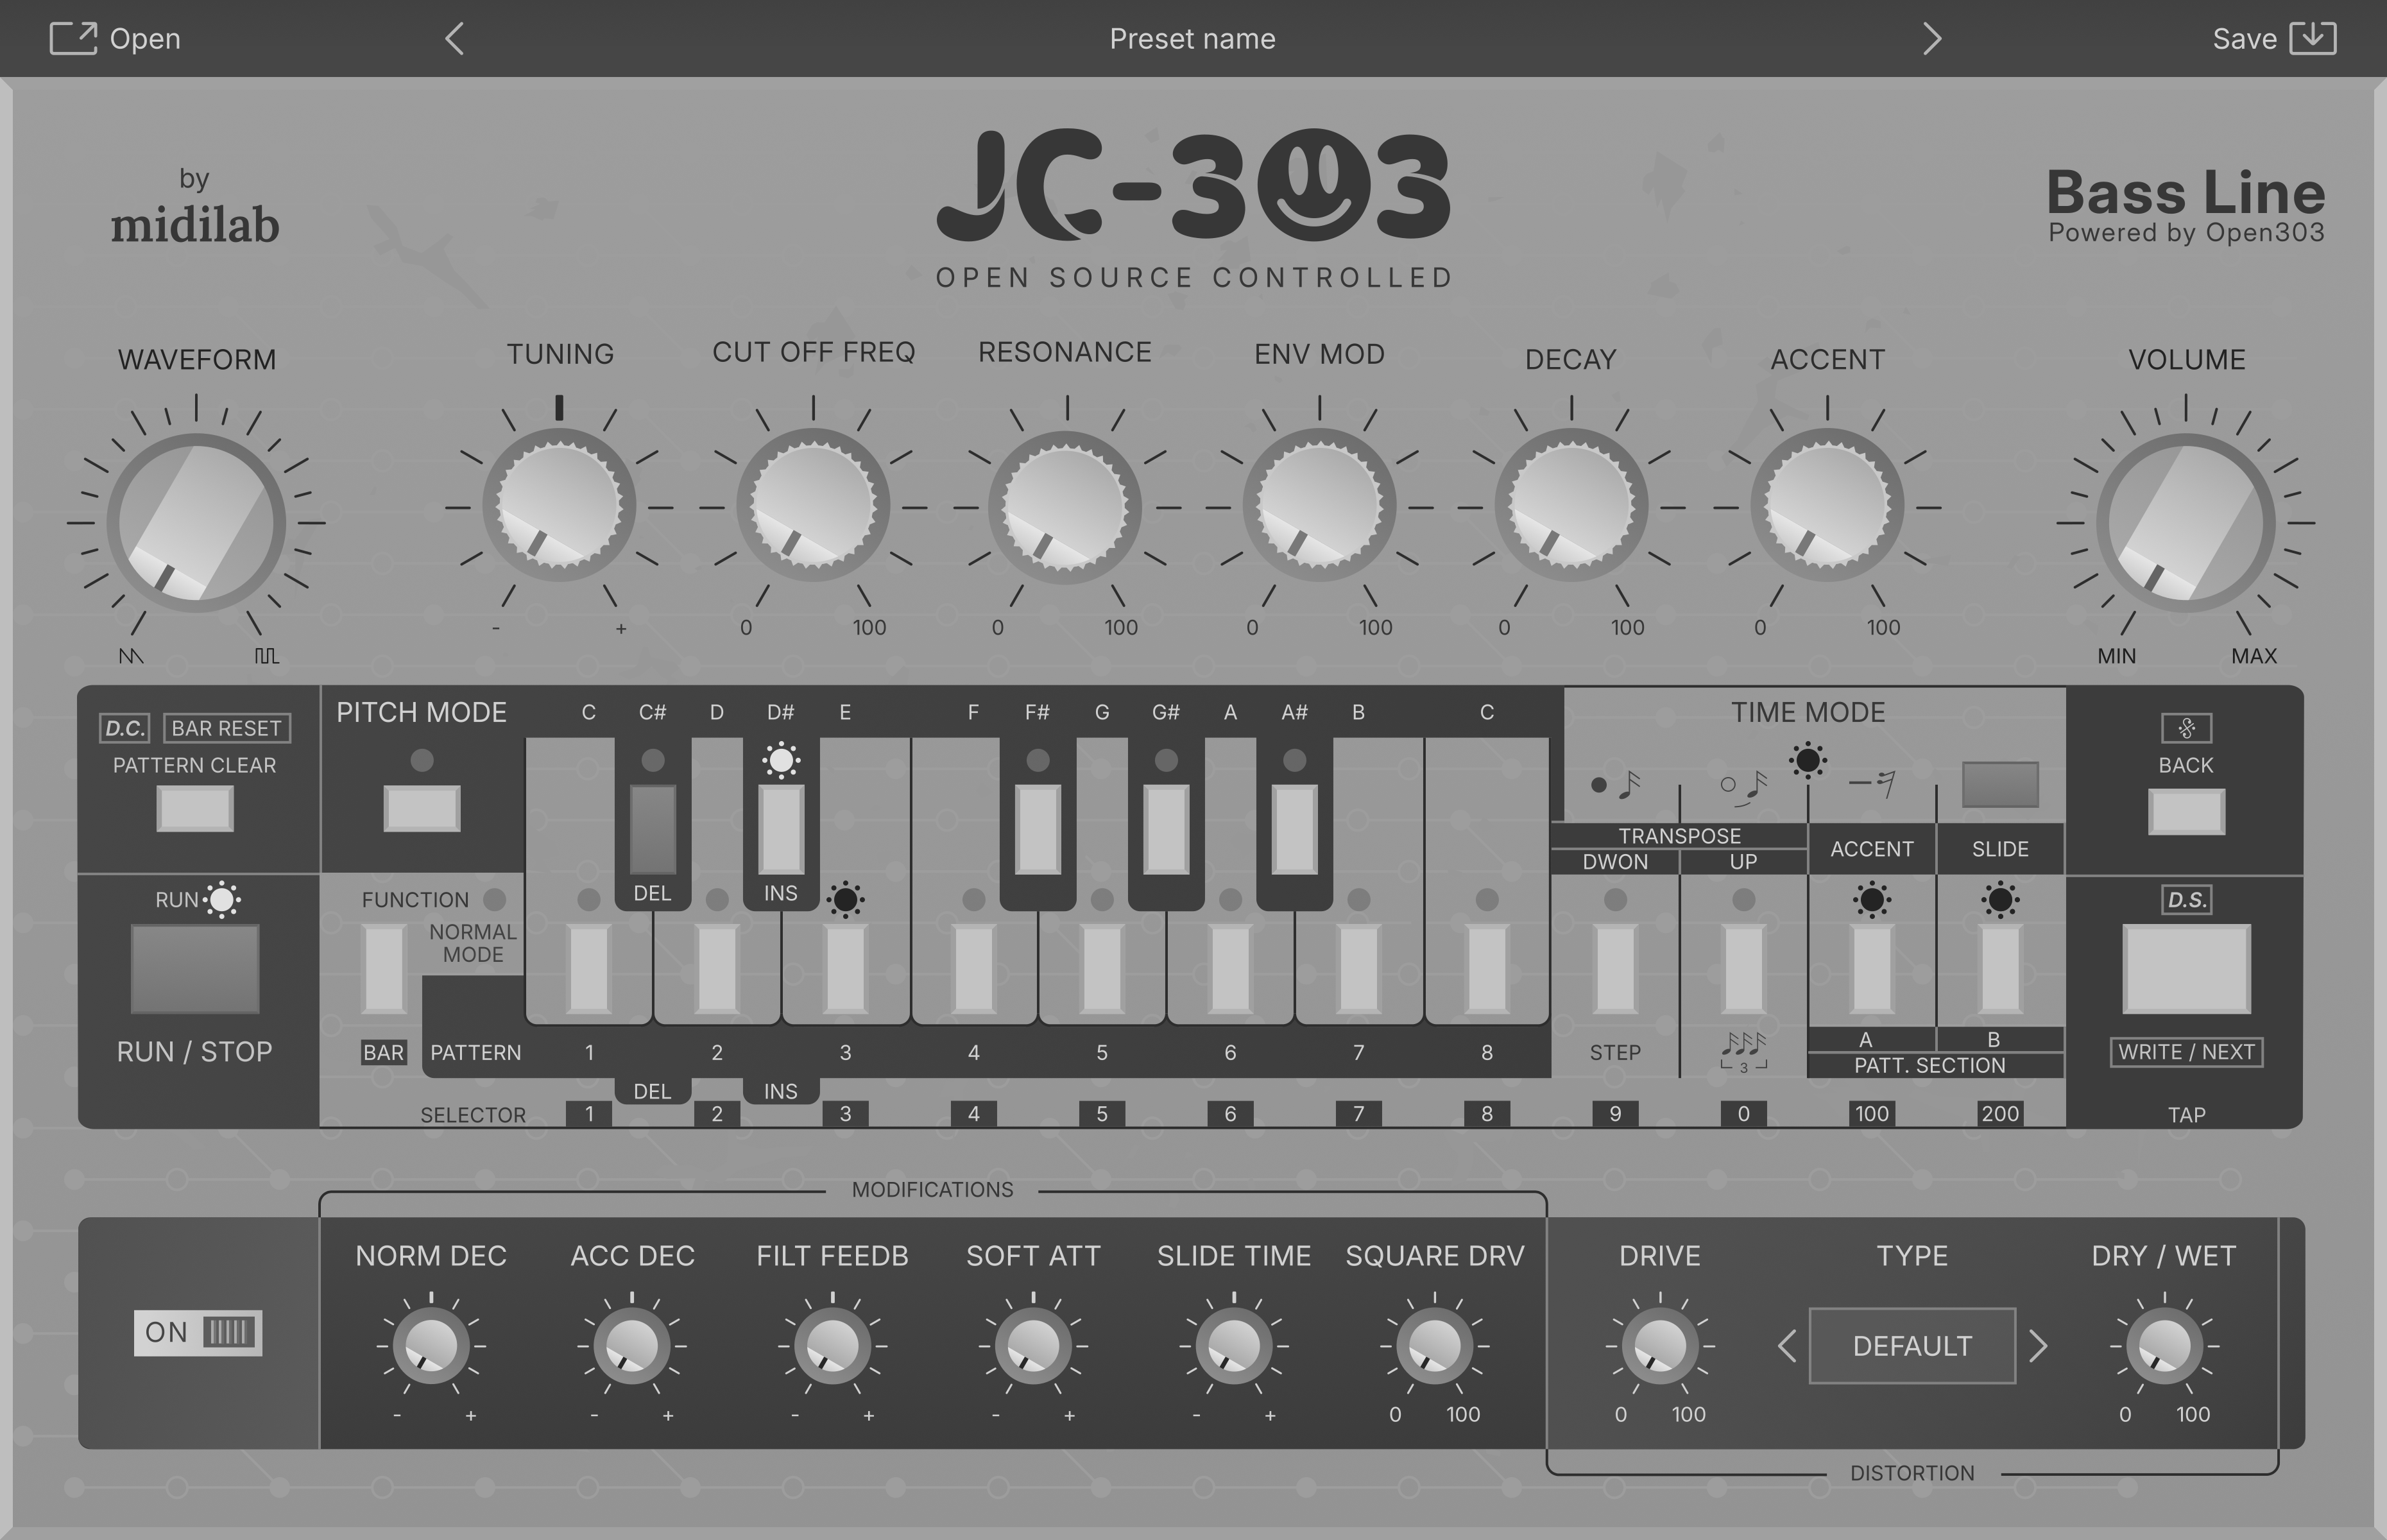 Open
Preset name
Save
by
midilab
JC-303
OPEN SOURCE CONTROLLED
Bass Line
Powered by Open303
WAVEFORM
TUNING
CUT OFF FREQ
RESONANCE
ENV MOD
DECAY
ACCENT
VOLUME
- +
0 100
0 100
0 100
0 100
0 100
MIN MAX
D.C. BAR RESET
PATTERN CLEAR
PITCH MODE
C C# D D# E F F# G G# A A# B C
TIME MODE
BACK
TRANSPOSE
DWON UP
ACCENT
SLIDE
RUN
FUNCTION
NORMAL
MODE
DEL
INS
D.S.
RUN / STOP
BAR
PATTERN 1 2 3 4 5 6 7 8
STEP
3
A B
PATT. SECTION
WRITE / NEXT
DEL
INS
SELECTOR 1 2 3 4 5 6 7 8 9 0 100 200
TAP
MODIFICATIONS
NORM DEC
ACC DEC
FILT FEEDB
SOFT ATT
SLIDE TIME
SQUARE DRV
DRIVE
TYPE
DRY / WET
ON
DEFAULT
- +
- +
- +
- +
- +
0 100
0 100
0 100
DISTORTION